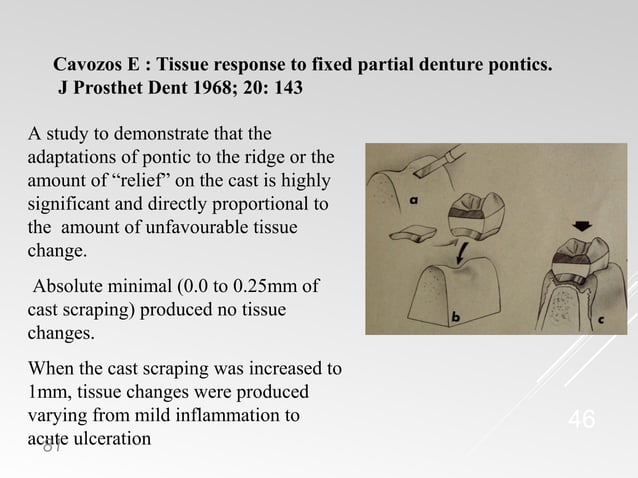 Cavozos E : Tissue response to fixed partial denture pontics.
J Prosthet Dent 1968; 20: 143
A study to demonstrate that the
adaptations of pontic to the ridge or the
amount of “relief” on the cast is highly
significant and directly proportional to
the amount of unfavourable tissue
change.
Absolute minimal (0.0 to 0.25mm of
cast scraping) produced no tissue
changes.
When the cast scraping was increased to
1mm, tissue changes were produced
varying from mild inflammation to
acute ulceration
a
b
c
46
81